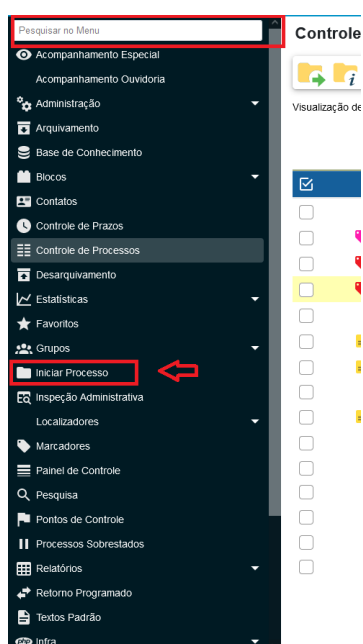 Pesquisar no Menu
Controle
Acompanhamento Especial
Acompanhamento Ouvidoria
Visualização de
Administração
Arquivamento
Base de Conhecimento
Blocos
Contatos
Controle de Prazos
Controle de Processos
Desarquivamento
Estatísticas
Favoritos
Grupos
Iniciar Processo
Inspeção Administrativa
Localizadores
Marcadores
Painel de Controle
Pesquisa
Pontos de Controle
Processos Sobrestados
Relatórios
Retorno Programado
Textos Padrão
php Infra